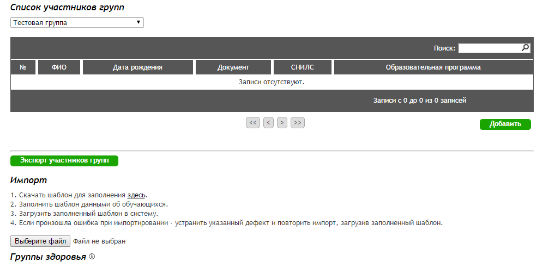 Список участников групп
Тестовая группа
Поиск:
№ ФИО Дата рождения Документ СНИЛС Образовательная программа
Записи отсутствуют.
Записи с 0 до 0 из 0 записей
<< < > >> Добавить
Экспорт участников групп
Импорт
1. Скачать шаблон для заполнения здесь.
2. Заполнить шаблон данными об обучающихся.
3. Загрузить заполненный шаблон в систему.
4. Если произошла ошибка при импортировании - устранить указанный дефект и повторить импорт, загрузив заполненный шаблон.
Выберите файл Файл не выбран
Группы здоровья